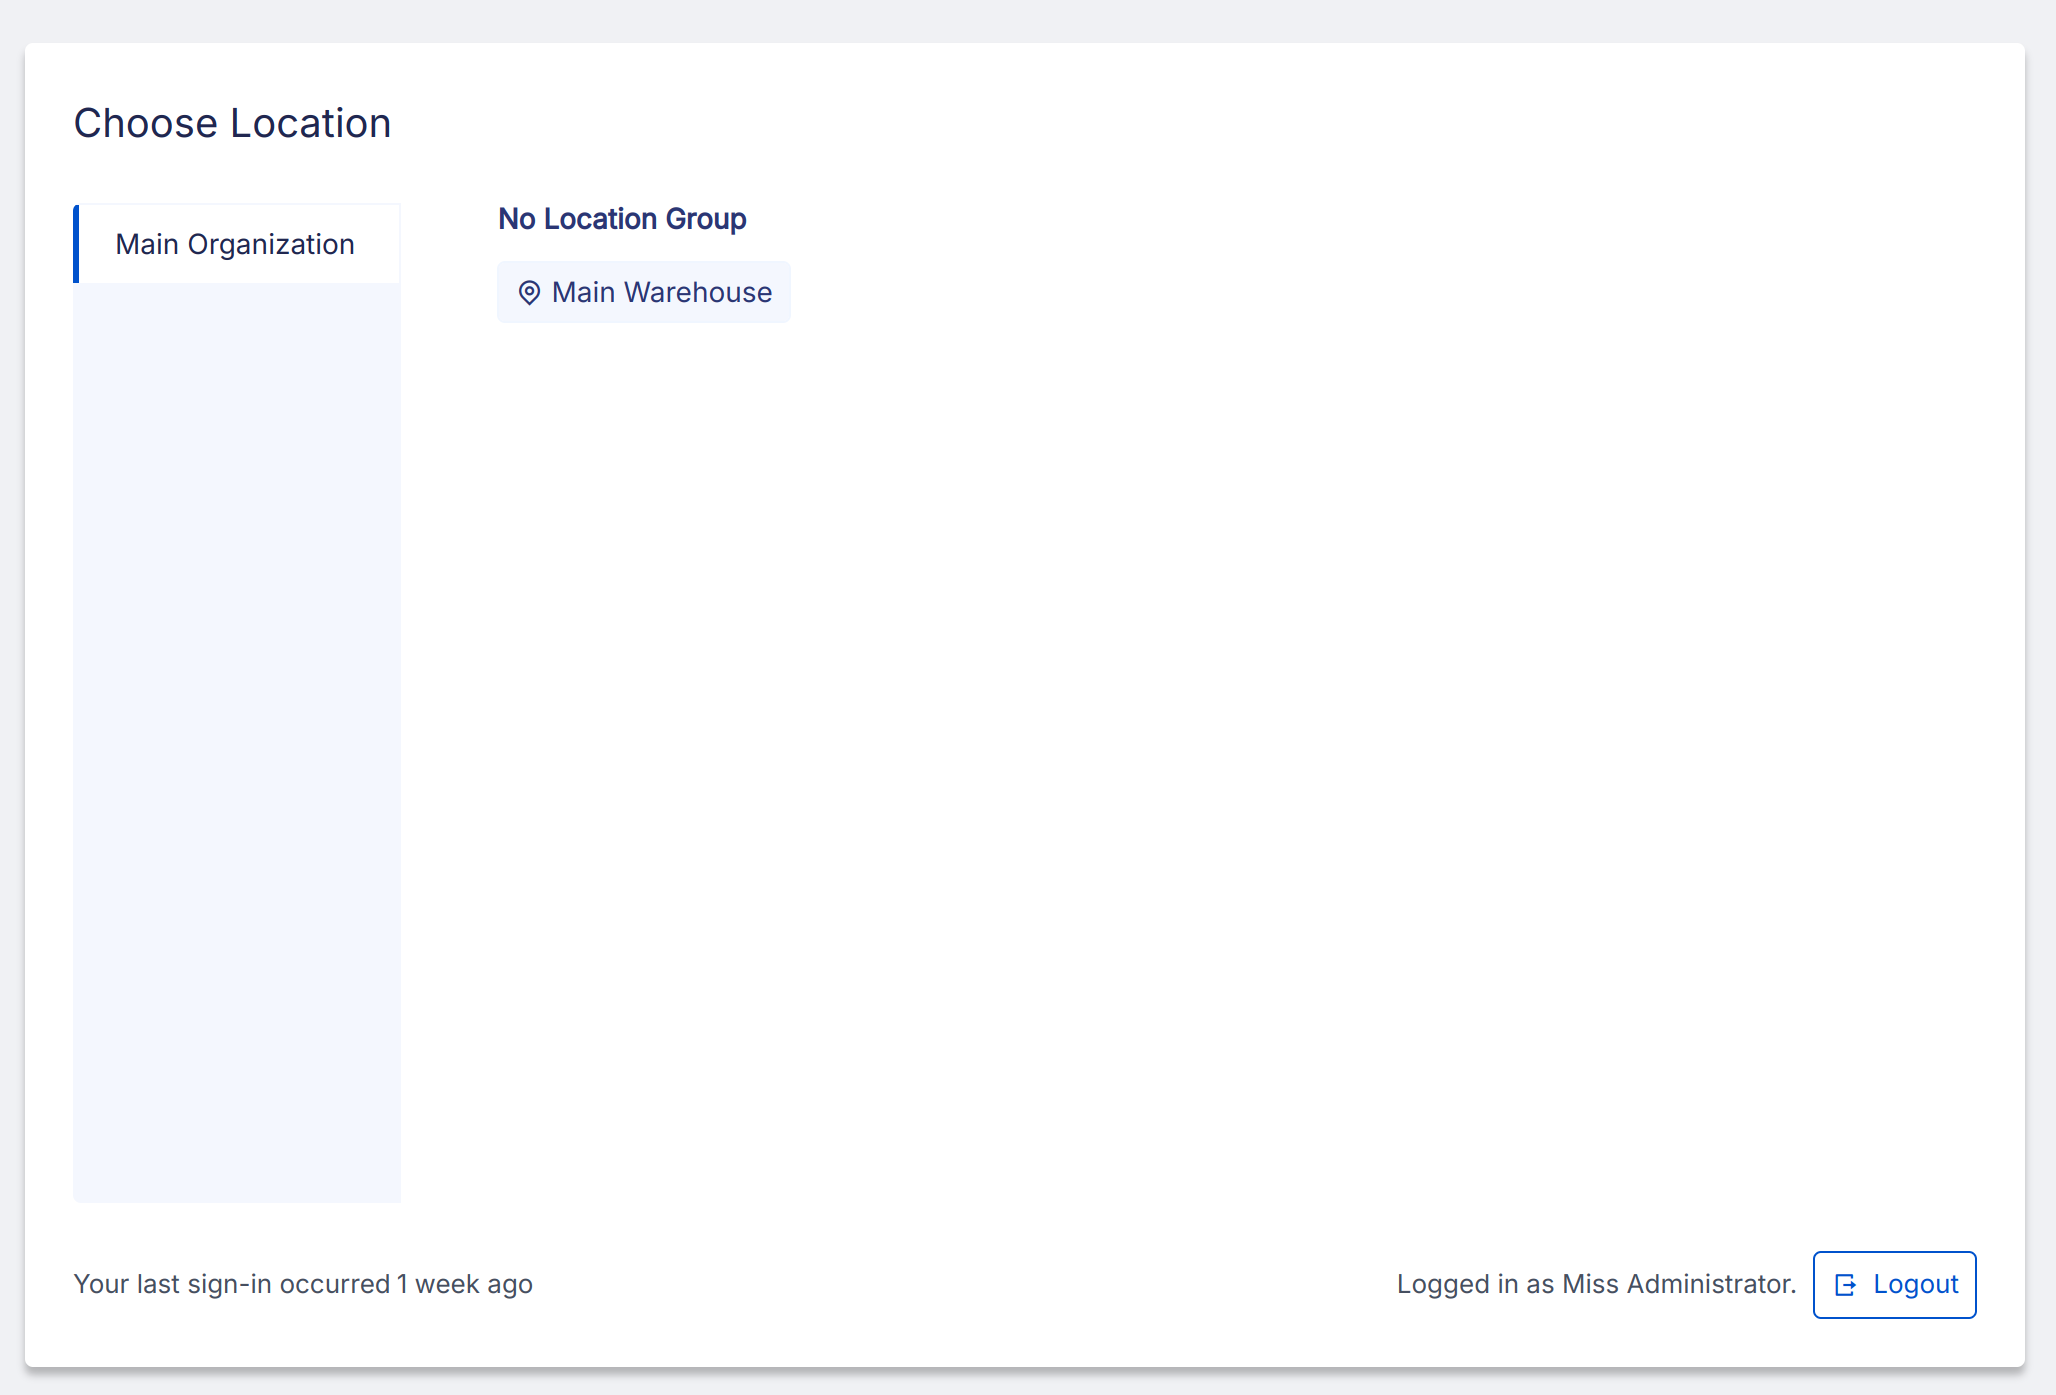 Choose Location
Main Organization
No Location Group
Main Warehouse
Your last sign-in occurred 1 week ago
Logged in as Miss Administrator.
Logout